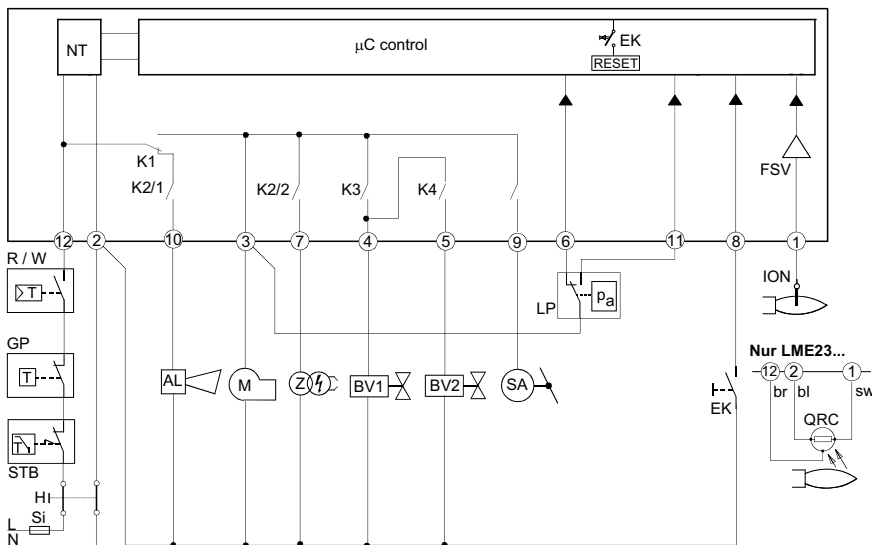 NT
µC control
EK
RESET
FSV
K1
K2/1
K2/2
K3
K4
12
2
10
3
7
4
5
9
6
11
8
1
R / W
T
GP
T
STB
T
H
L
N
Si
AL
M
Z
BV1
BV2
SA
LP
pa
ION
EK
Nur LME23...
12
2
1
br
bl
sw
QRC